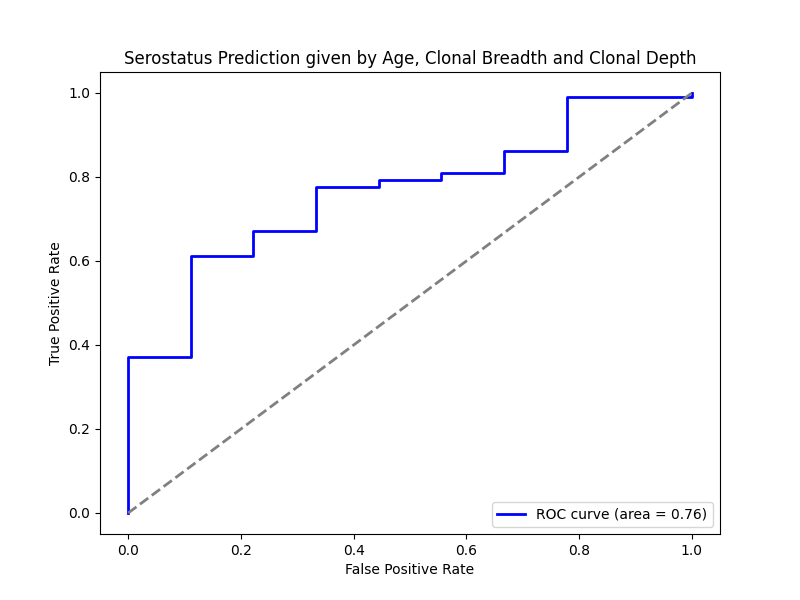 Serostatus Prediction given by Age, Clonal Breadth and Clonal Depth
1.0
0.8
0.6
0.4
0.2
0.0
True Positive Rate
ROC curve (area = 0.76)
0.0 0.2 0.4 0.6 0.8 1.0
False Positive Rate